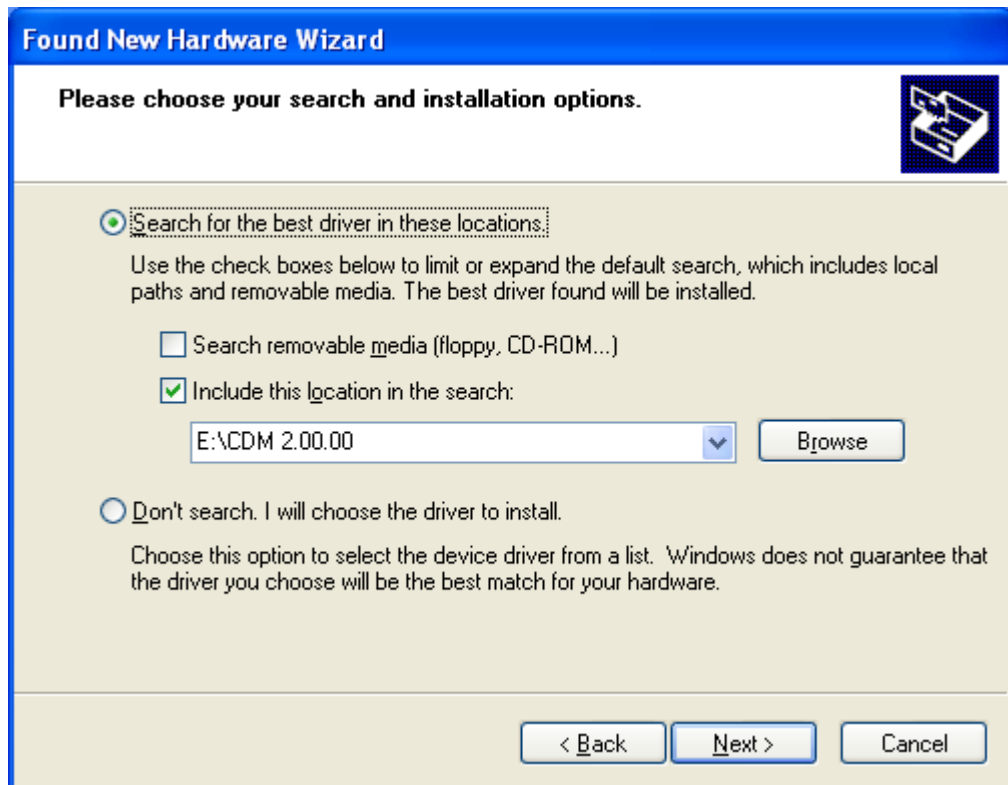 Found New Hardware Wizard
Please choose your search and installation options.
Search for the best driver in these locations.
Use the check boxes below to limit or expand the default search, which includes local
paths and removable media. The best driver found will be installed.
Search removable media (floppy, CD-ROM...)
Include this location in the search:
E:\CDM 2.00.00
Browse
Don't search. I will choose the driver to install.
Choose this option to select the device driver from a list. Windows does not guarantee that
the driver you choose will be the best match for your hardware.
< Back Next > Cancel